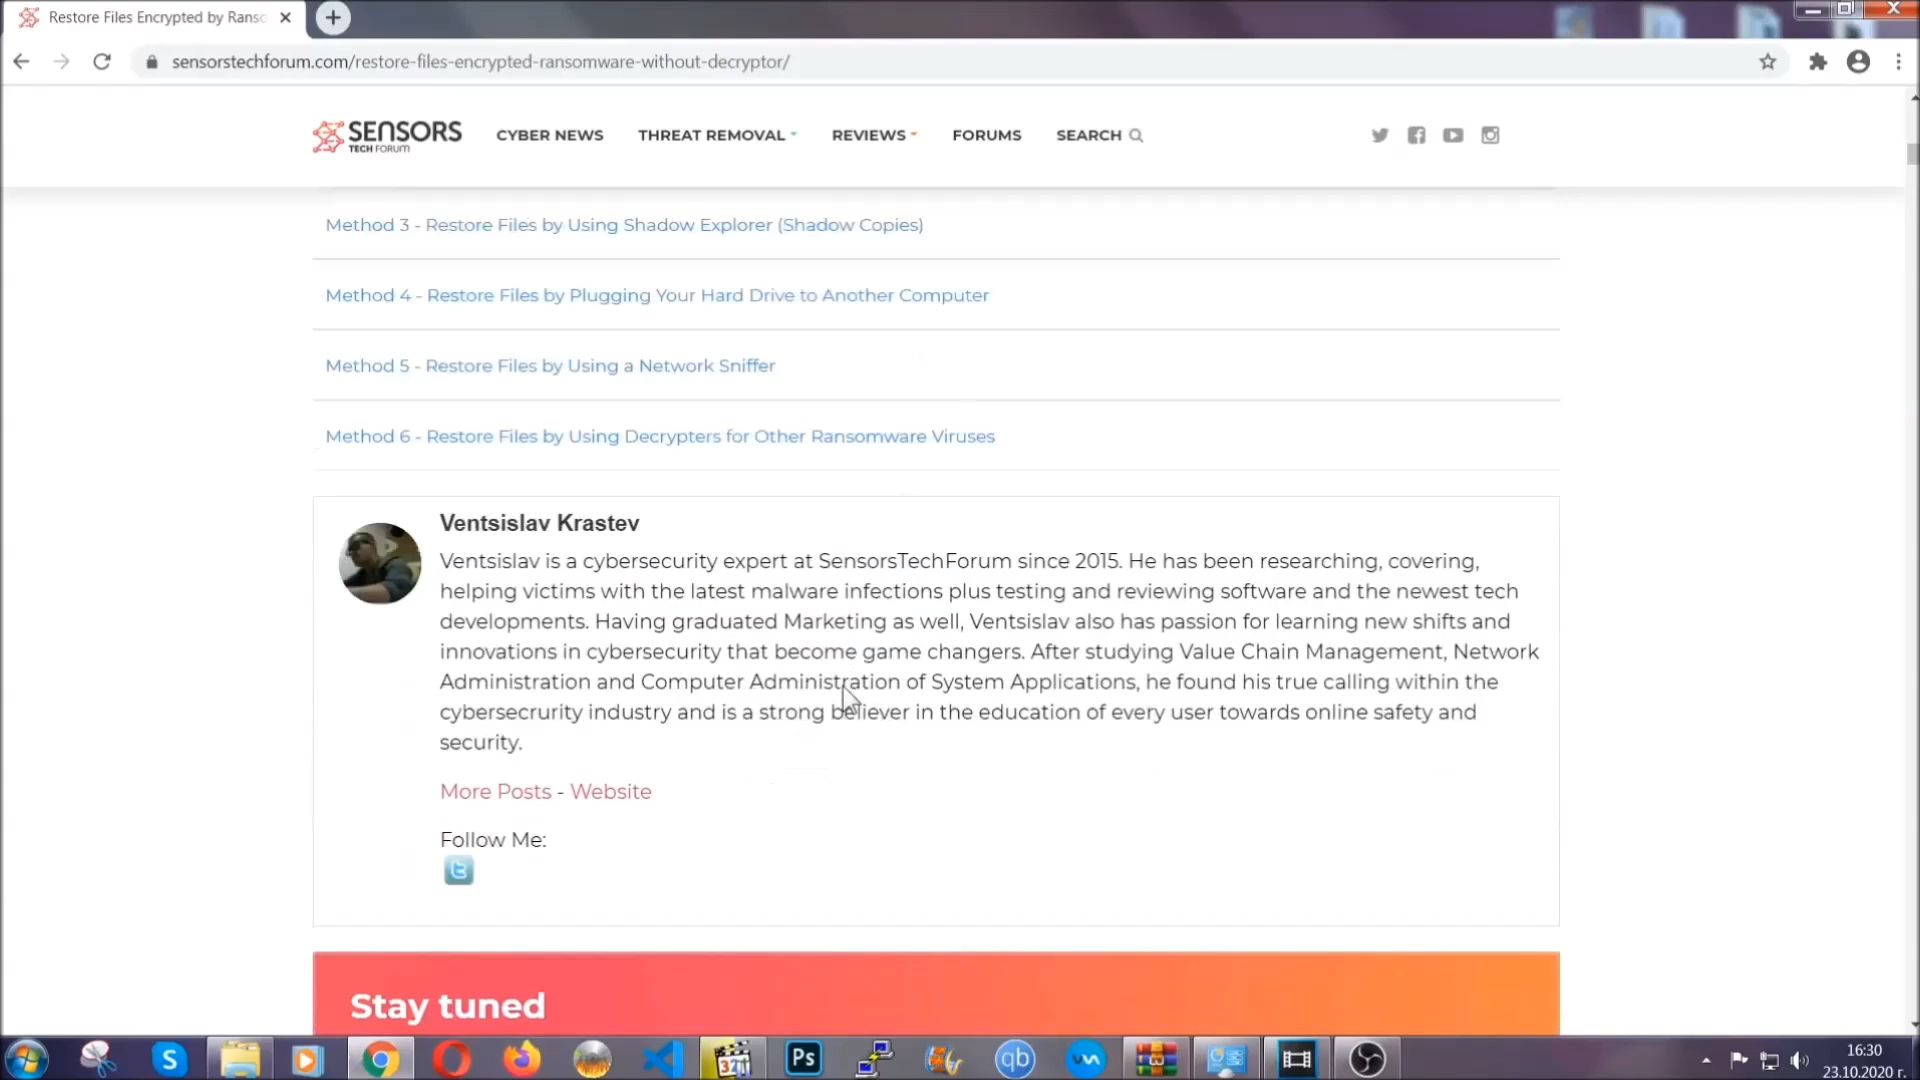 Restore Files Encrypted by Ranso
sensorstechforum.com/restore-files-encrypted-ransomware-without-decryptor/
SENSORS
TECH FORUM
CYBER NEWS THREAT REMOVAL REVIEWS FORUMS SEARCH
Method 3 - Restore Files by Using Shadow Explorer (Shadow Copies)
Method 4 - Restore Files by Plugging Your Hard Drive to Another Computer
Method 5 - Restore Files by Using a Network Sniffer
Method 6 - Restore Files by Using Decrypters for Other Ransomware Viruses
Ventsislav Krastev
Ventsislav is a cybersecurity expert at SensorsTechForum since 2015. He has been researching, covering,
helping victims with the latest malware infections plus testing and reviewing software and the newest tech
developments. Having graduated Marketing as well, Ventsislav also has passion for learning new shifts and
innovations in cybersecurity that become game changers. After studying Value Chain Management, Network
Administration and Computer Administration of System Applications, he found his true calling within the
cybersecrurity industry and is a strong believer in the education of every user towards online safety and
security.
More Posts - Website
Follow Me:
Stay tuned
S
321
Ps
qb
16:30
23.10.2020 г.